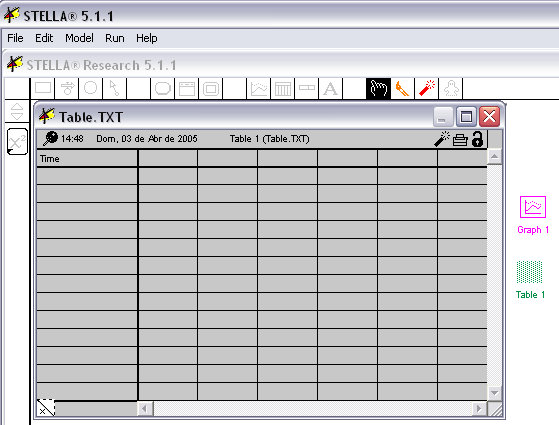 STELLA® 5.1.1
File Edit Model Run Help
STELLA® Research 5.1.1
A
x²
Table.TXT
14:48 Dom, 03 de Abr de 2005 Table 1 (Table.TXT)
Time
Graph 1
Table 1